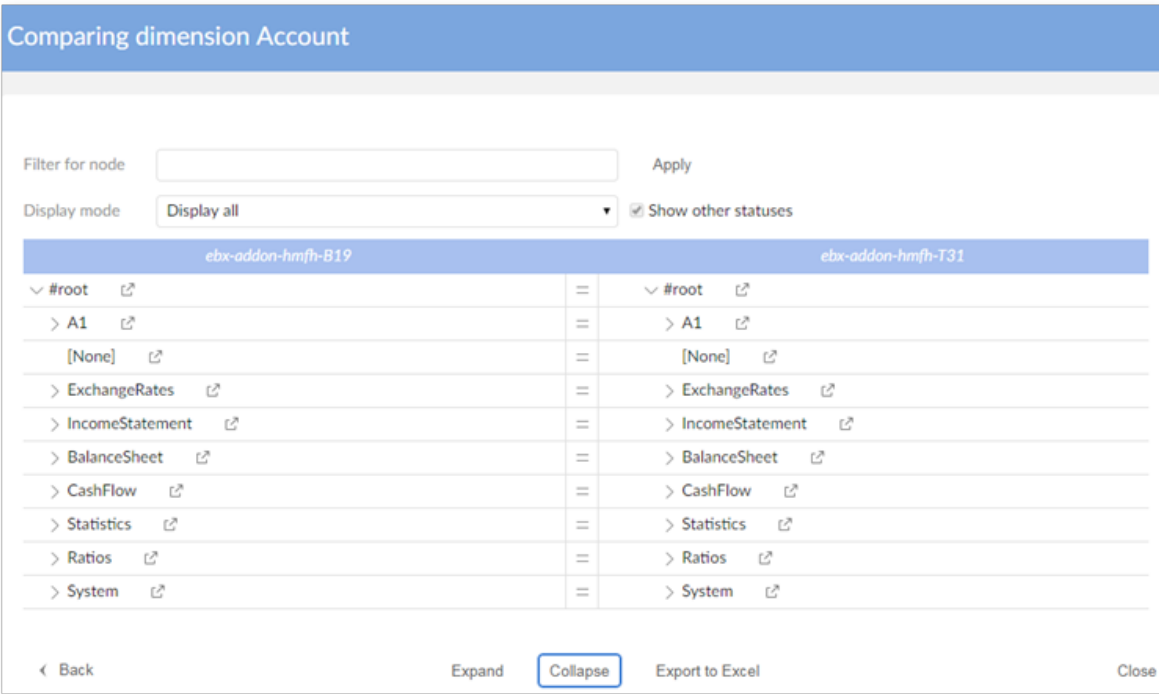 Comparing dimension Account
Filter for node Apply
Display mode Display all Show other statuses
ebx-addon-hmfh-B19 ebx-addon-hmfh-T31
#root = #root
A1 = A1
[None] = [None]
ExchangeRates = ExchangeRates
IncomeStatement = IncomeStatement
BalanceSheet = BalanceSheet
CashFlow = CashFlow
Statistics = Statistics
Ratios = Ratios
System = System
Back Expand Collapse Export to Excel Close